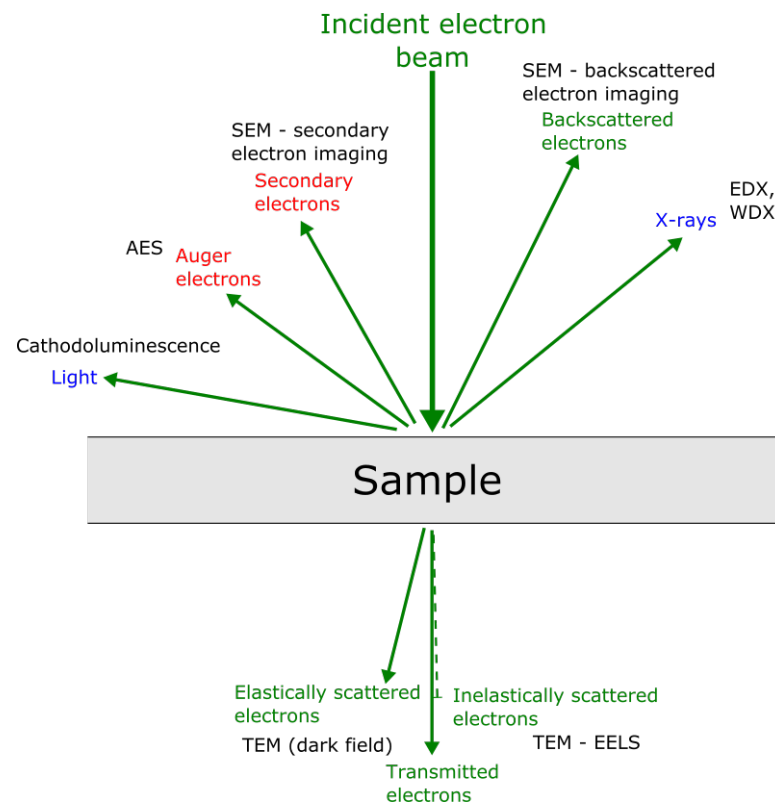 Incident electron
beam
SEM - backscattered
electron imaging
Backscattered
electrons
SEM - secondary
electron imaging
Secondary
electrons
EDX,
WDX
X-rays
AES
Auger
electrons
Cathodoluminescence
Light
Sample
Elastically scattered
electrons
TEM (dark field)
Inelastically scattered
electrons
TEM - EELS
Transmitted
electrons